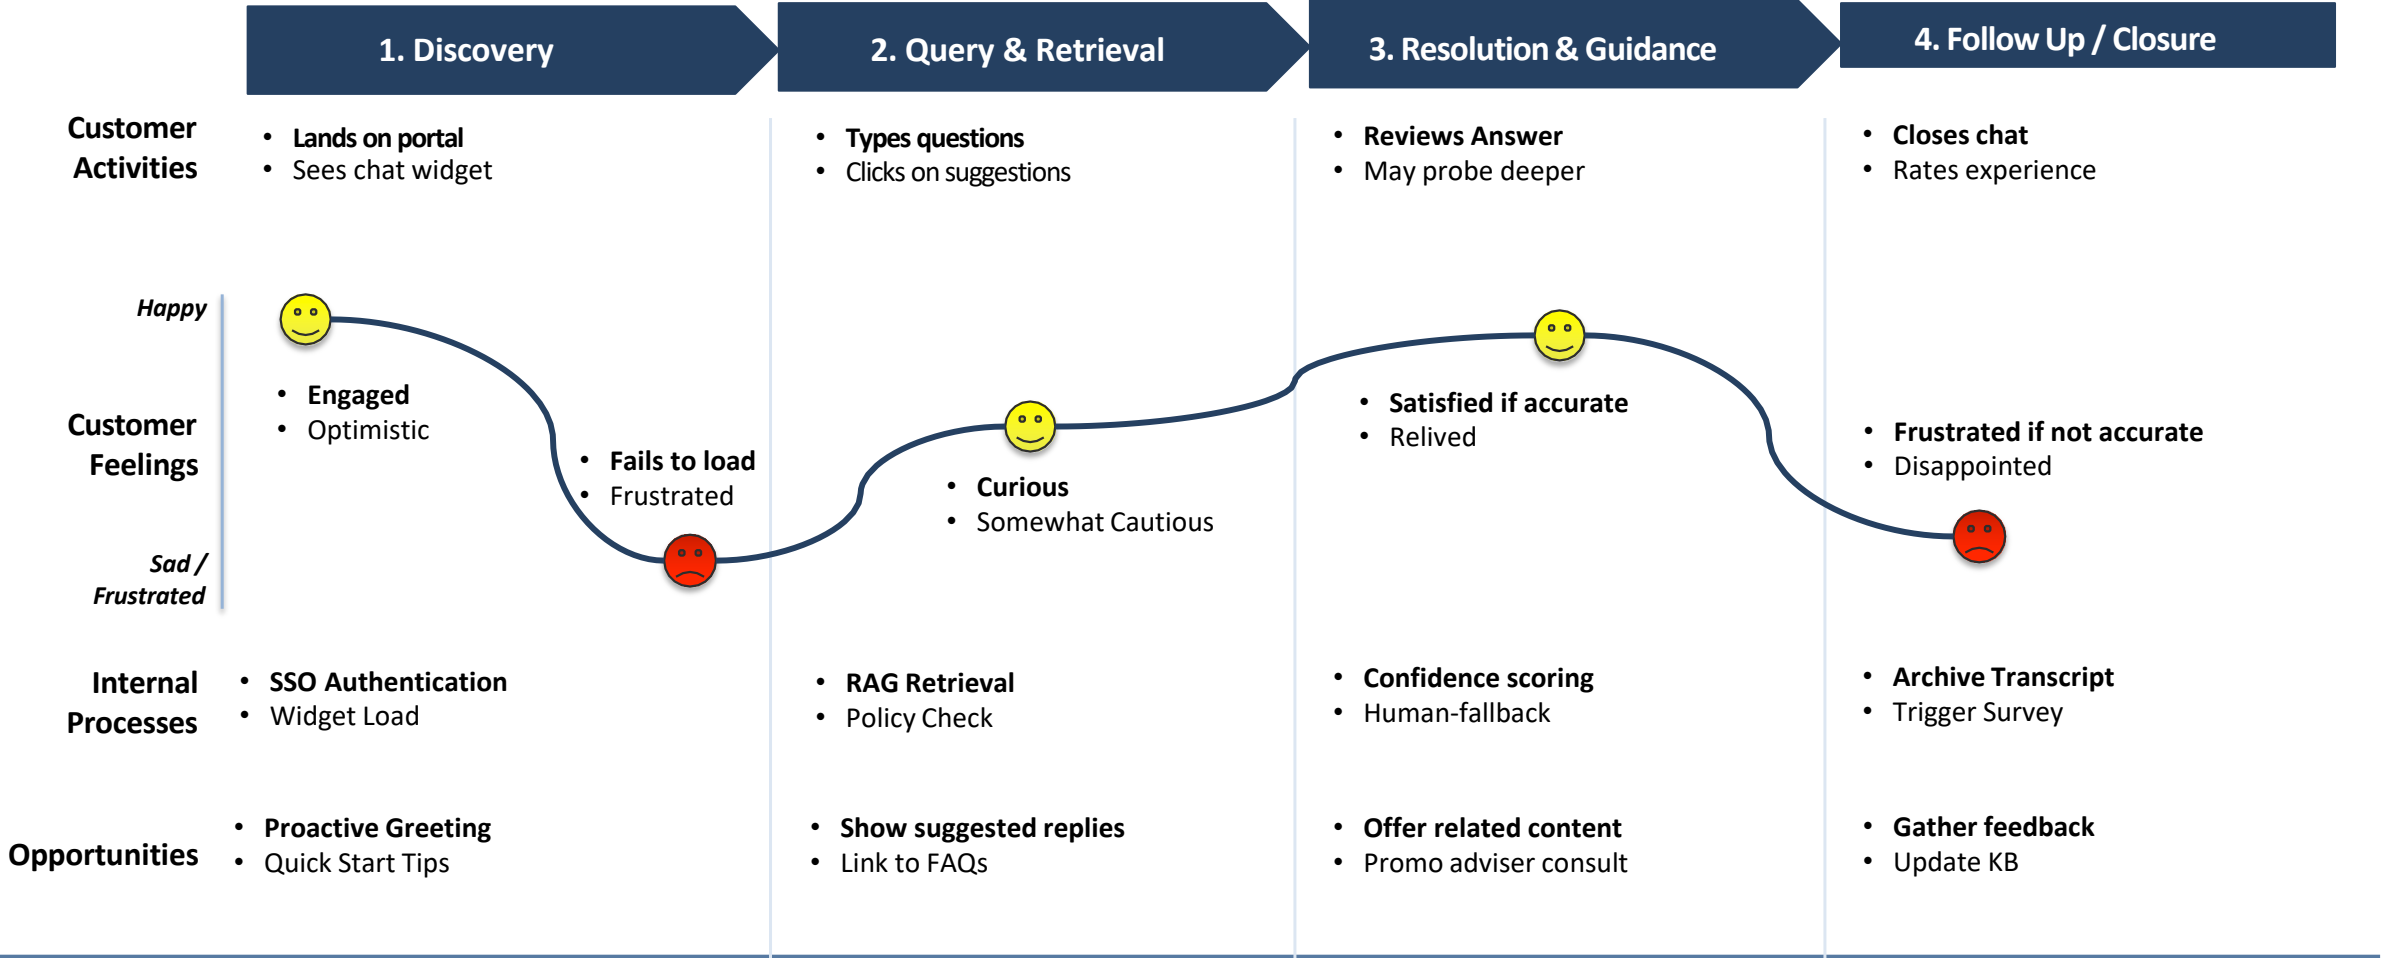 1. Discovery
2. Query & Retrieval
3. Resolution & Guidance
4. Follow Up / Closure
Customer
Activities
• Lands on portal
• Sees chat widget
• Types questions
• Clicks on suggestions
• Reviews Answer
• May probe deeper
• Closes chat
• Rates experience
Happy
Customer
Feelings
Sad /
Frustrated
• Engaged
• Optimistic
• Fails to load
• Frustrated
• Curious
• Somewhat Cautious
• Satisfied if accurate
• Relived
• Frustrated if not accurate
• Disappointed
Internal
Processes
• SSO Authentication
• Widget Load
• RAG Retrieval
• Policy Check
• Confidence scoring
• Human-fallback
• Archive Transcript
• Trigger Survey
Opportunities
• Proactive Greeting
• Quick Start Tips
• Show suggested replies
• Link to FAQs
• Offer related content
• Promo adviser consult
• Gather feedback
• Update KB